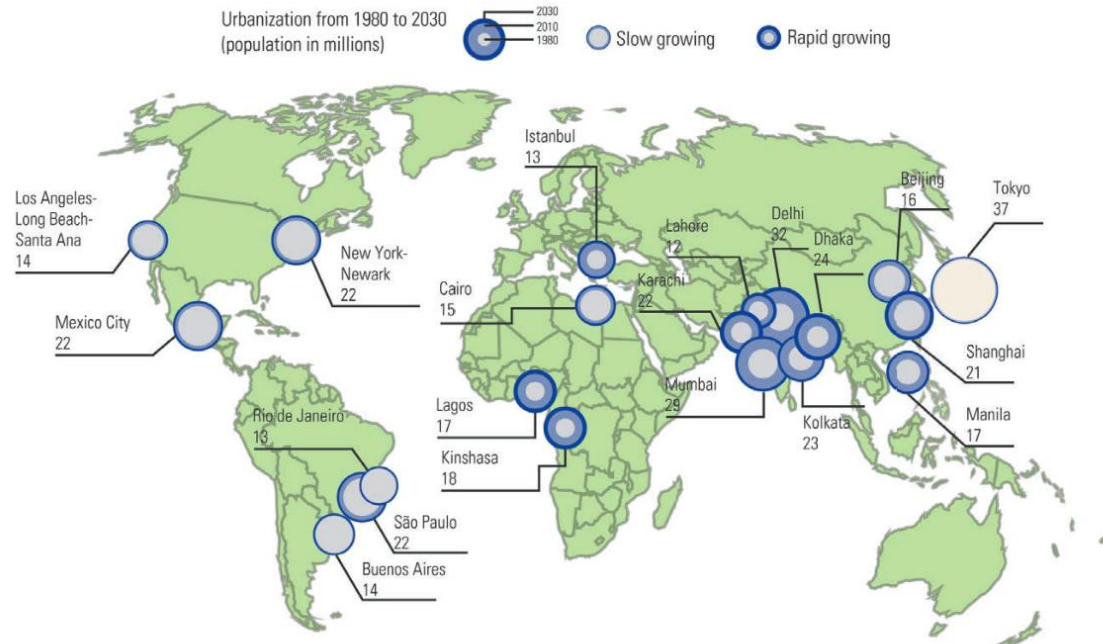 Urbanization from 1980 to 2030
(population in millions)
2030
2010
1980
Slow growing
Rapid growing
Istanbul
13
Los Angeles-
Long Beach-
Santa Ana
14
New York-
Newark
22
Mexico City
22
Cairo
15
Lahore
12
Karachi
22
Delhi
32
Dhaka
24
Beijing
16
Tokyo
37
Shanghai
21
Manila
17
Mumbai
29
Kolkata
23
Lagos
17
Kinshasa
18
Rio de Janeiro
13
São Paulo
22
Buenos Aires
14